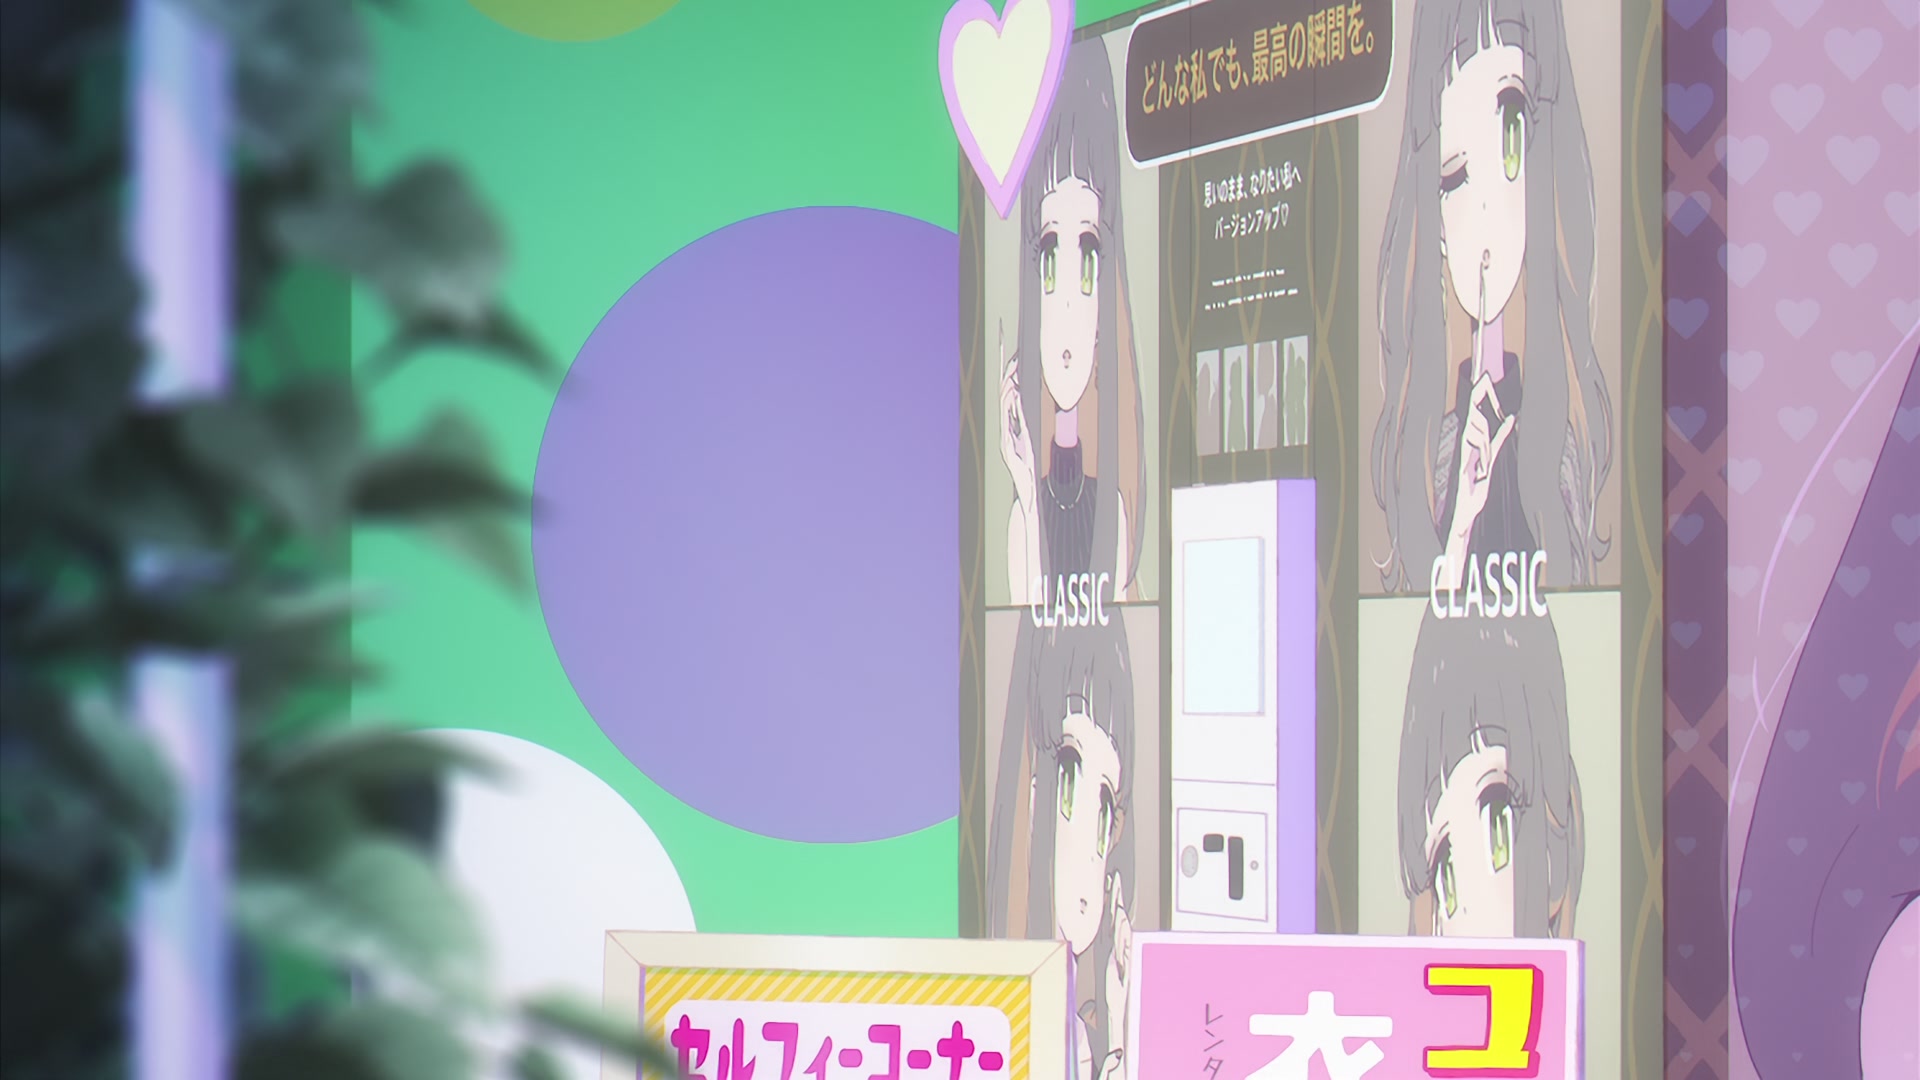 どんな私でも、最高の瞬間を。
思いのまま、なりたい私へ
バージョンアップ♡
CLASSIC
CLASSIC
セルフィーコーナー
コ
衣
レンタ